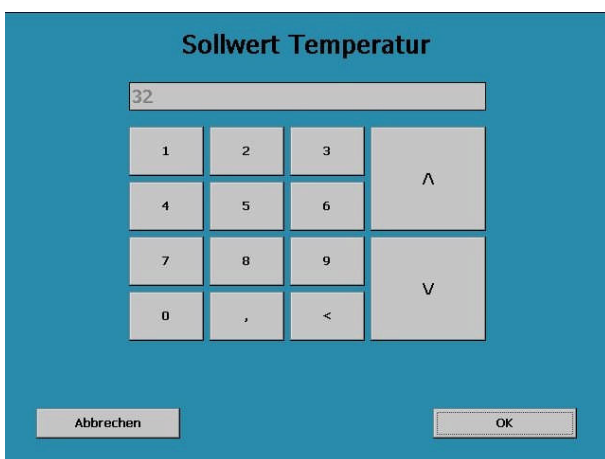 Sollwert Temperatur
32
1 2 3
Λ
4 5 6
7 8 9
V
0 , <
Abbrechen OK